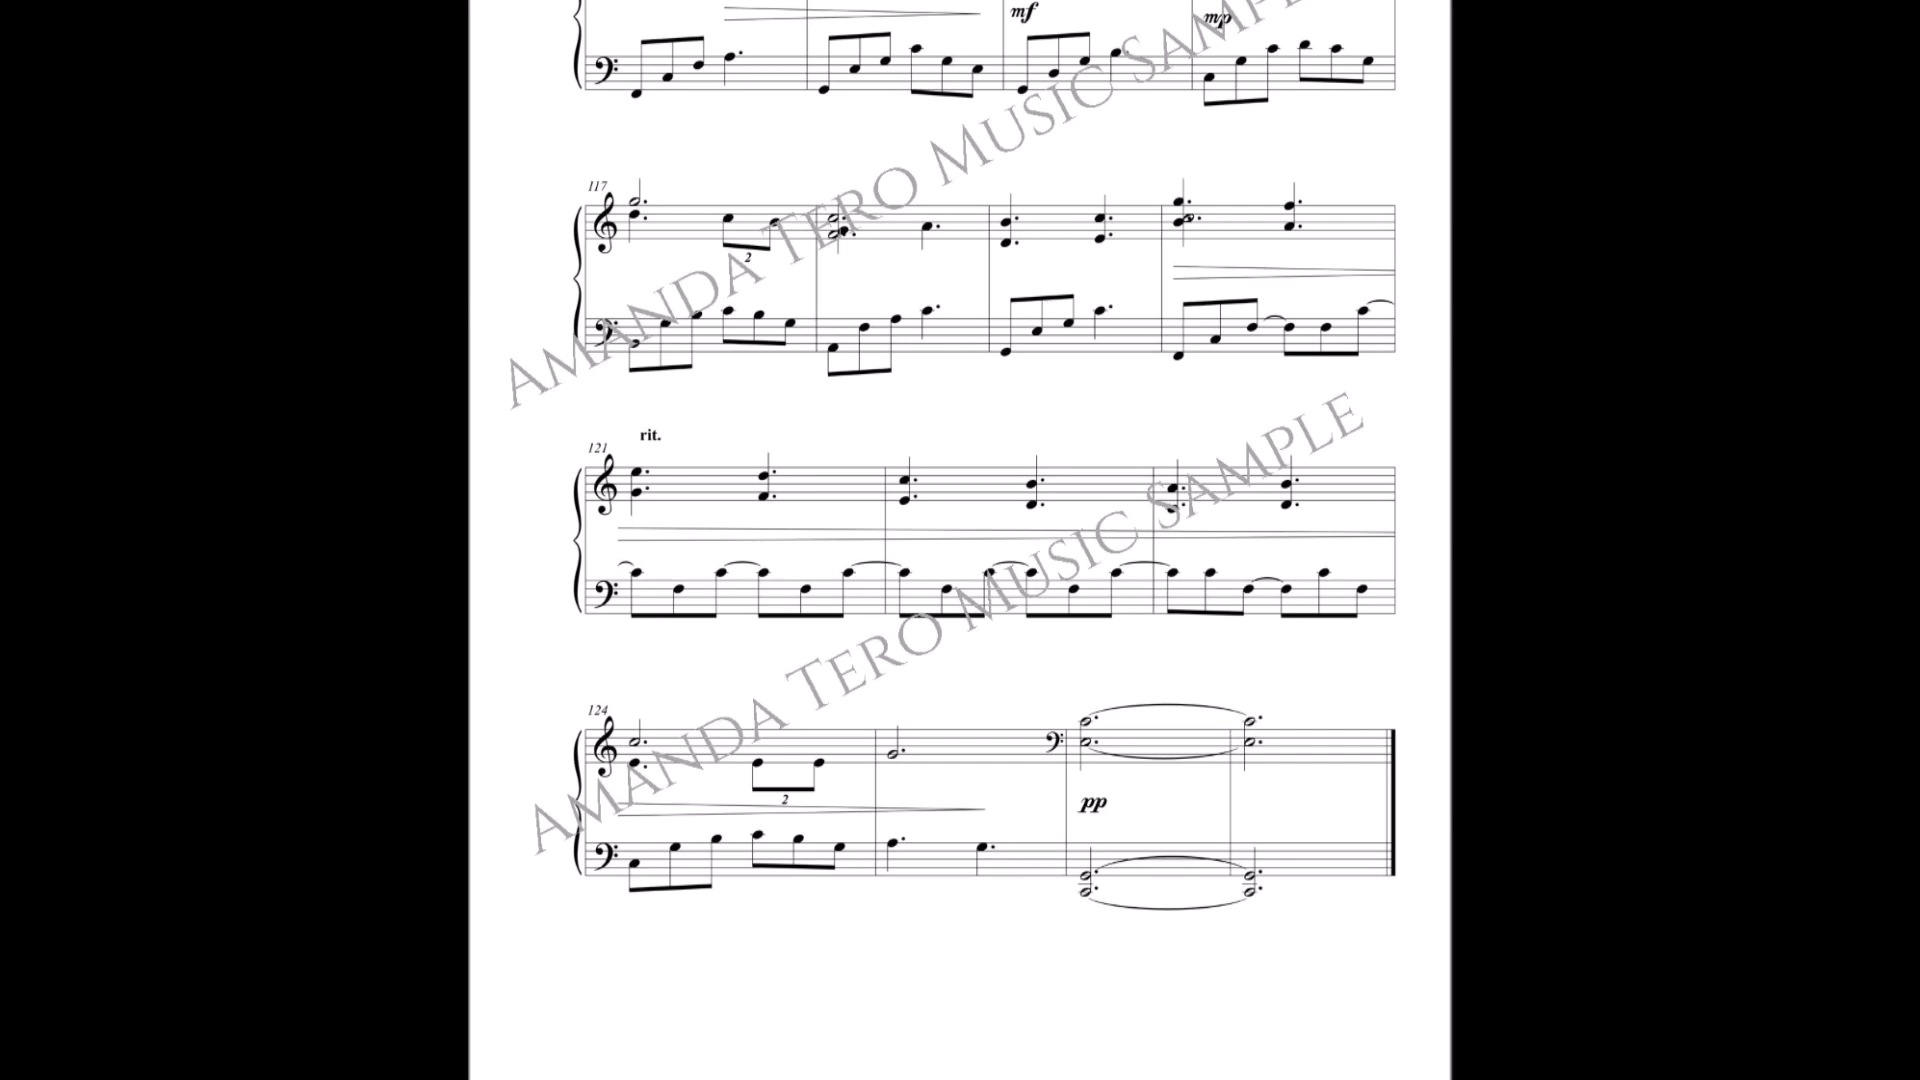 mf
mp
AMANDA TERO MUSIC SAMPLE
117
2
rit.
121
AMANDA TERO MUSIC SAMPLE
124
2
pp